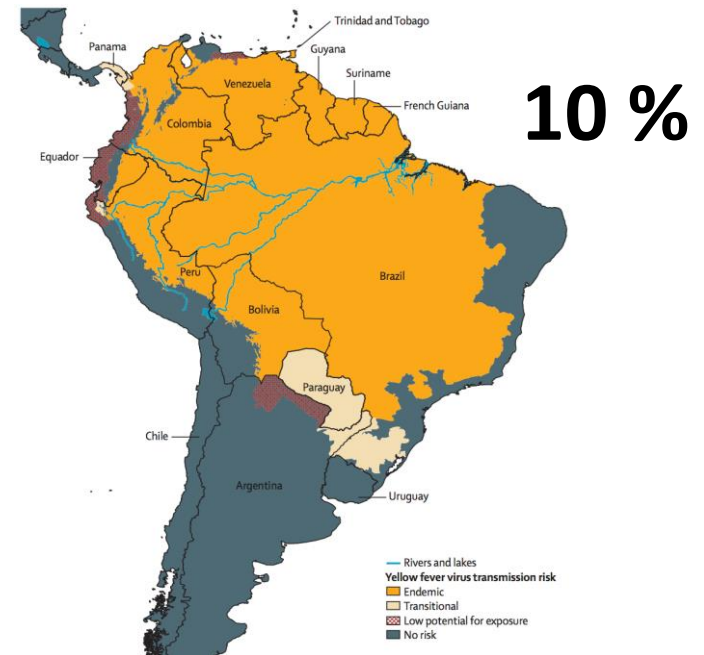 Trinidad and Tobago
Panama
Guyana
Suriname
Venezuela
French Guiana
10 %
Colombia
Equador
Peru
Brazil
Bolivia
Paraguay
Chile
Argentina
Uruguay
Rivers and lakes
Yellow fever virus transmission risk
Endemic
Transitional
Low potential for exposure
No risk